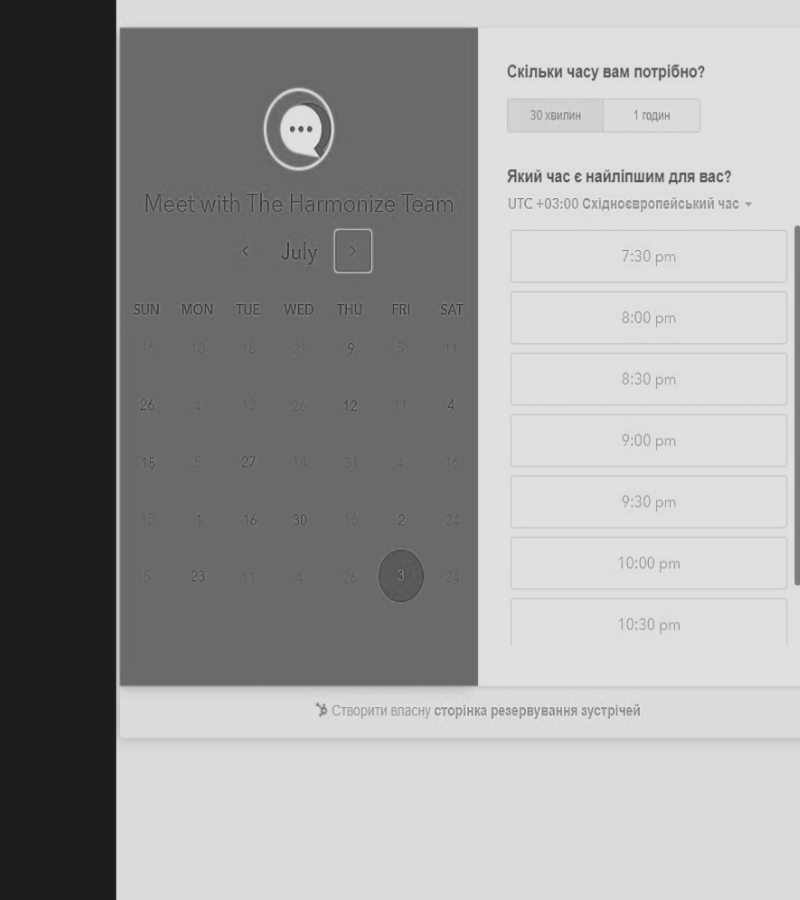 Meet with The Harmonize Team
July
SUN MON TUE WED THU FRI SAT
16 18 18 21 9 5 11
26 4 13 26 12 11 4
15 5 27 14 31 4 16
13 1 16 30 16 2 24
5 23 11 4 26 3 24
Скільки часу вам потрібно?
30 хвилин 1 годин
Який час є найліпшим для вас?
UTC +03:00 Східноєвропейський час
7:30 pm
8:00 pm
8:30 pm
9:00 pm
9:30 pm
10:00 pm
10:30 pm
Створити власну сторінка резервування зустрічей